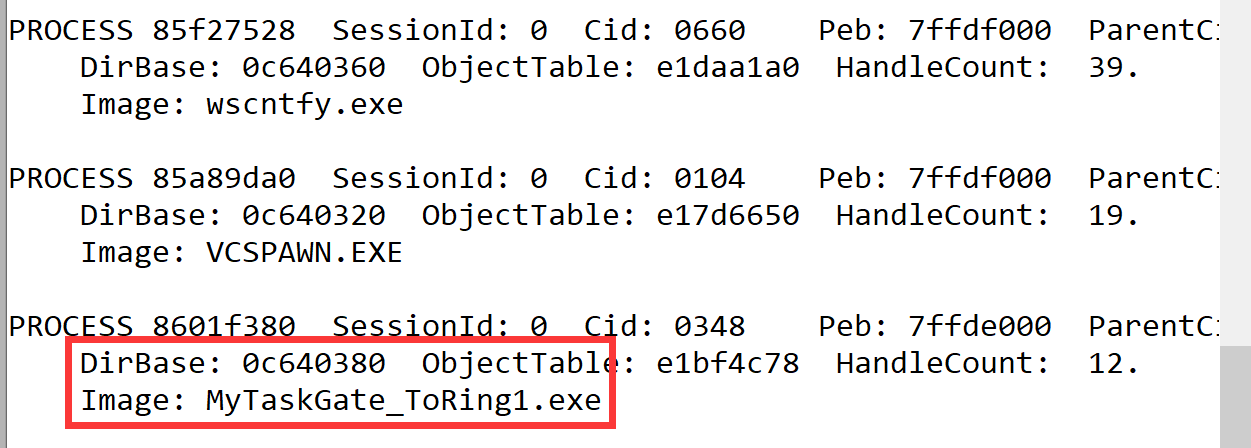 PROCESS 85f27528  SessionId: 0  Cid: 0660    Peb: 7ffdf000  ParentCi
    DirBase: 0c640360  ObjectTable: e1daa1a0  HandleCount:  39.
    Image: wscntfy.exe

PROCESS 85a89da0  SessionId: 0  Cid: 0104    Peb: 7ffdf000  ParentCi
    DirBase: 0c640320  ObjectTable: e17d6650  HandleCount:  19.
    Image: VCSPAWN.EXE

PROCESS 8601f380  SessionId: 0  Cid: 0348    Peb: 7ffde000  ParentCi
    DirBase: 0c640380  ObjectTable: e1bf4c78  HandleCount:  12.
    Image: MyTaskGate_ToRing1.exe